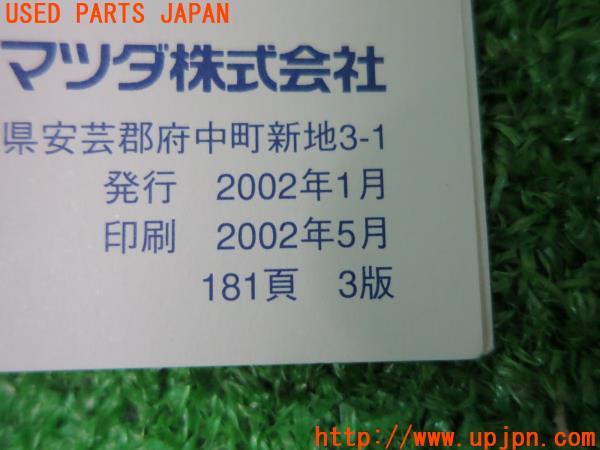 USED PARTS JAPAN
マツダ株式会社
県安芸郡府中町新地3-1
発行 2002年1月
印刷 2002年5月
181頁 3版
http://www.upjpn.com/